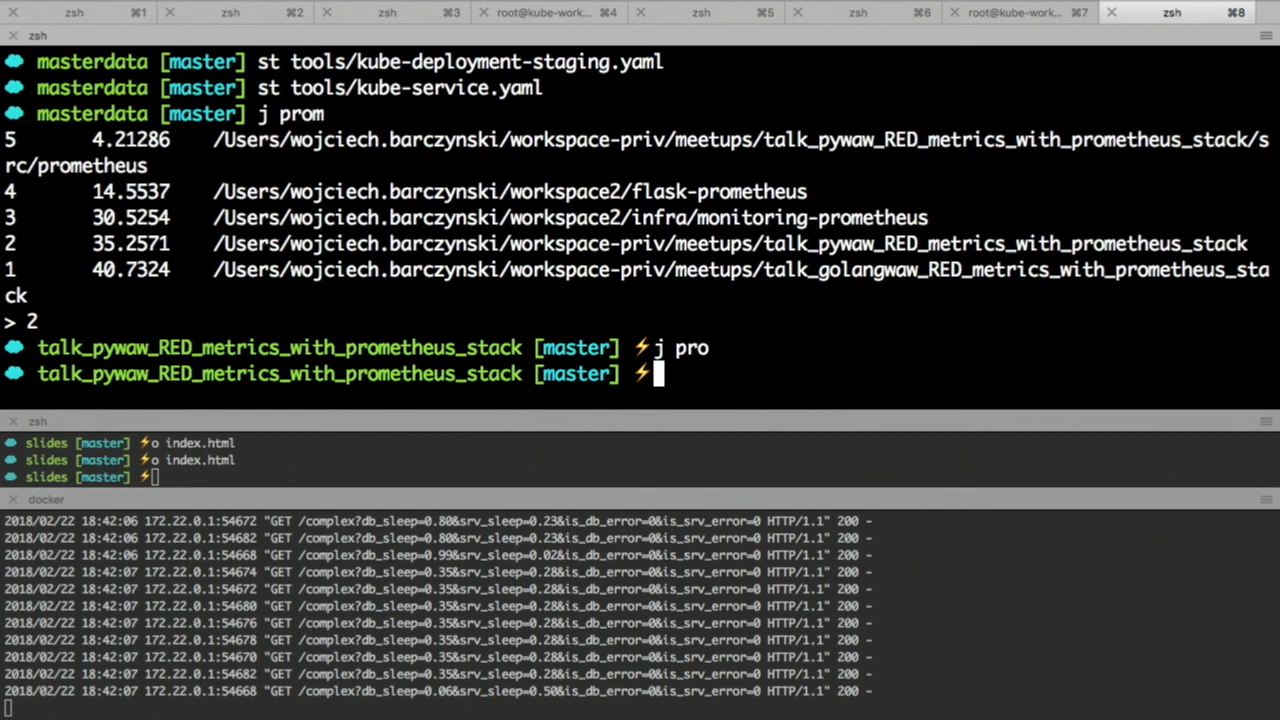 zsh ⌘1 zsh ⌘2 zsh ⌘3 root@kube-work... ⌘4 zsh ⌘5 zsh ⌘6 root@kube-work... ⌘7 zsh ⌘8
zsh
masterdata [master] st tools/kube-deployment-staging.yaml
masterdata [master] st tools/kube-service.yaml
masterdata [master] j prom
5 4.21286 /Users/wojciech.barczynski/workspace-priv/meetups/talk_pywaw_RED_metrics_with_prometheus_stack/s
rc/prometheus
4 14.5537 /Users/wojciech.barczynski/workspace2/flask-prometheus
3 30.5254 /Users/wojciech.barczynski/workspace2/infra/monitoring-prometheus
2 35.2571 /Users/wojciech.barczynski/workspace-priv/meetups/talk_pywaw_RED_metrics_with_prometheus_stack
1 40.7324 /Users/wojciech.barczynski/workspace-priv/meetups/talk_golangwaw_RED_metrics_with_prometheus_sta
ck
> 2
talk_pywaw_RED_metrics_with_prometheus_stack [master] ⚡j pro
talk_pywaw_RED_metrics_with_prometheus_stack [master] ⚡
zsh
slides [master] ⚡o index.html
slides [master] ⚡o index.html
slides [master] ⚡
docker
2018/02/22 18:42:06 172.22.0.1:54672 "GET /complex?db_sleep=0.80&srv_sleep=0.23&is_db_error=0&is_srv_error=0 HTTP/1.1" 200 -
2018/02/22 18:42:06 172.22.0.1:54682 "GET /complex?db_sleep=0.80&srv_sleep=0.23&is_db_error=0&is_srv_error=0 HTTP/1.1" 200 -
2018/02/22 18:42:06 172.22.0.1:54668 "GET /complex?db_sleep=0.99&srv_sleep=0.02&is_db_error=0&is_srv_error=0 HTTP/1.1" 200 -
2018/02/22 18:42:07 172.22.0.1:54674 "GET /complex?db_sleep=0.35&srv_sleep=0.28&is_db_error=0&is_srv_error=0 HTTP/1.1" 200 -
2018/02/22 18:42:07 172.22.0.1:54672 "GET /complex?db_sleep=0.35&srv_sleep=0.28&is_db_error=0&is_srv_error=0 HTTP/1.1" 200 -
2018/02/22 18:42:07 172.22.0.1:54680 "GET /complex?db_sleep=0.35&srv_sleep=0.28&is_db_error=0&is_srv_error=0 HTTP/1.1" 200 -
2018/02/22 18:42:07 172.22.0.1:54676 "GET /complex?db_sleep=0.35&srv_sleep=0.28&is_db_error=0&is_srv_error=0 HTTP/1.1" 200 -
2018/02/22 18:42:07 172.22.0.1:54678 "GET /complex?db_sleep=0.35&srv_sleep=0.28&is_db_error=0&is_srv_error=0 HTTP/1.1" 200 -
2018/02/22 18:42:07 172.22.0.1:54670 "GET /complex?db_sleep=0.35&srv_sleep=0.28&is_db_error=0&is_srv_error=0 HTTP/1.1" 200 -
2018/02/22 18:42:07 172.22.0.1:54682 "GET /complex?db_sleep=0.35&srv_sleep=0.28&is_db_error=0&is_srv_error=0 HTTP/1.1" 200 -
2018/02/22 18:42:07 172.22.0.1:54668 "GET /complex?db_sleep=0.06&srv_sleep=0.50&is_db_error=0&is_srv_error=0 HTTP/1.1" 200 -